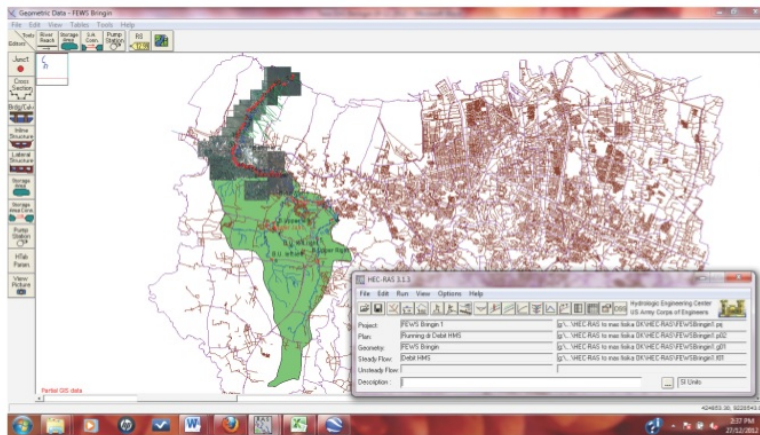 Geometric Data - FEWS Bringin
File Edit View Tables Tools Help
Tools
Editors
River Reach
Storage Area
S.A. Conn.
Pump Station
RS
Junct.
Cross Section
Brdg/Culv
Inline Structure
Lateral Structure
Storage Area
Storage Area Conn.
Pump Station
HTab Param.
View Picture
Partial GIS data
HEC-RAS 3.1.3
File Edit Run View Options Help
Hydrologic Engineering Center
US Army Corps of Engineers
Project: FEWS Bringin 1
Plan: Running dr Debit HMS
Geometry: FEWS Bringin
Steady Flow: Debit HMS
Unsteady Flow:
Description: ... SI Units
2:37 PM
27/12/2012